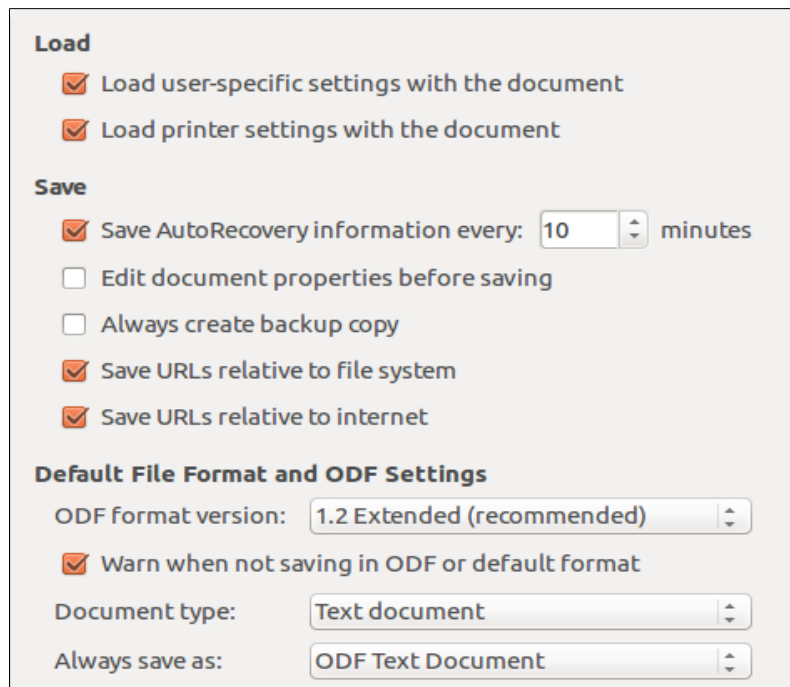 Load
Load user-specific settings with the document
Load printer settings with the document
Save
Save AutoRecovery information every: 10 minutes
Edit document properties before saving
Always create backup copy
Save URLs relative to file system
Save URLs relative to internet
Default File Format and ODF Settings
ODF format version: 1.2 Extended (recommended)
Warn when not saving in ODF or default format
Document type: Text document
Always save as: ODF Text Document